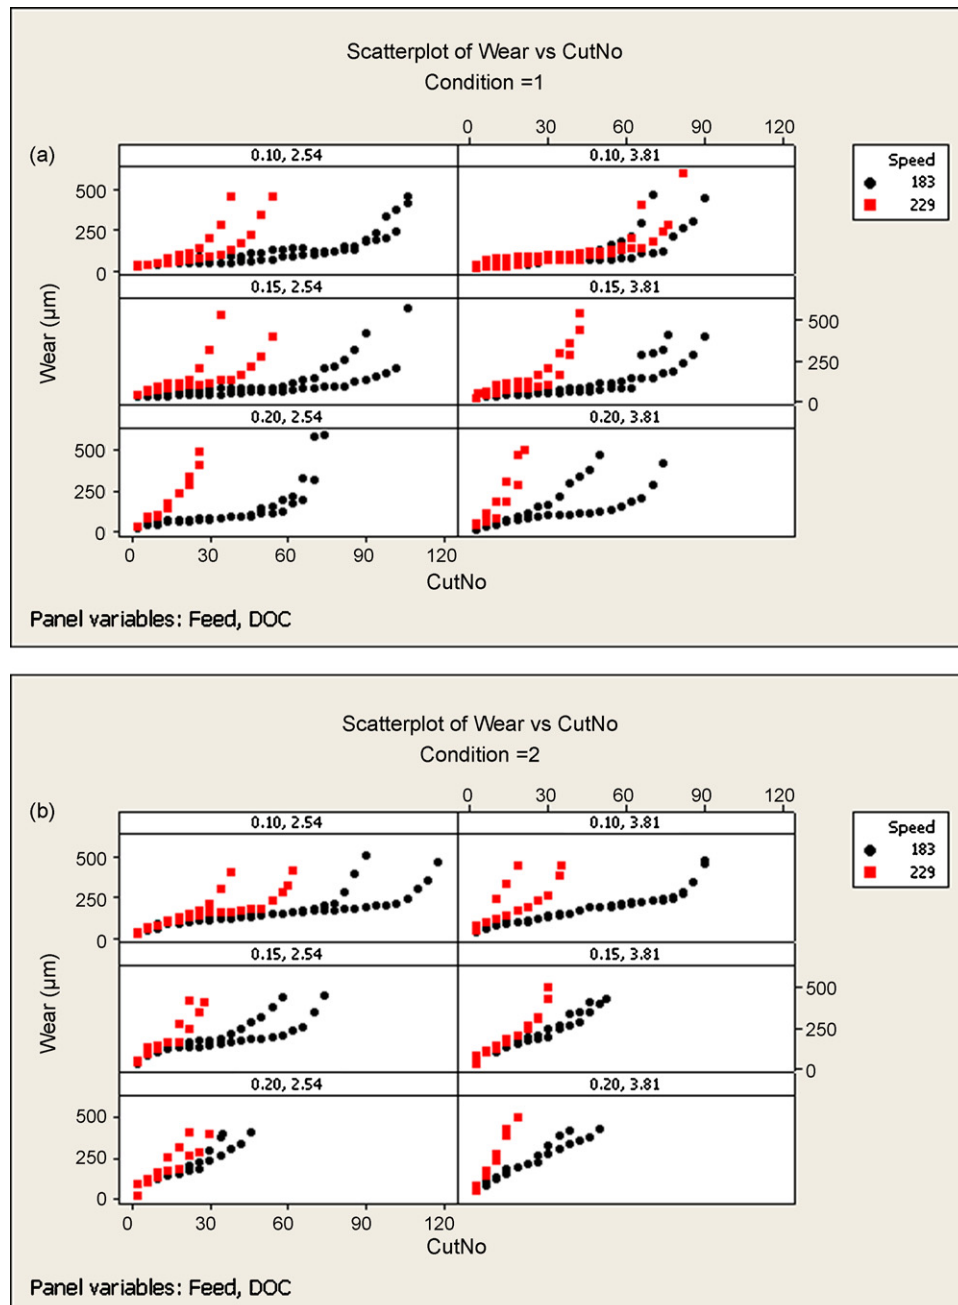 Scatterplot of Wear vs CutNo
Condition =1
0 30 60 90 120
(a)
0.10, 2.54 0.10, 3.81
Speed
183
229
500
250
0
0.15, 2.54 0.15, 3.81
500
250
0
Wear (µm)
0.20, 2.54 0.20, 3.81
500
250
0
0 30 60 90 120
CutNo
Panel variables: Feed, DOC
Scatterplot of Wear vs CutNo
Condition =2
0 30 60 90 120
(b)
0.10, 2.54 0.10, 3.81
Speed
183
229
500
250
0
0.15, 2.54 0.15, 3.81
500
250
0
Wear (µm)
0.20, 2.54 0.20, 3.81
500
250
0
0 30 60 90 120
CutNo
Panel variables: Feed, DOC